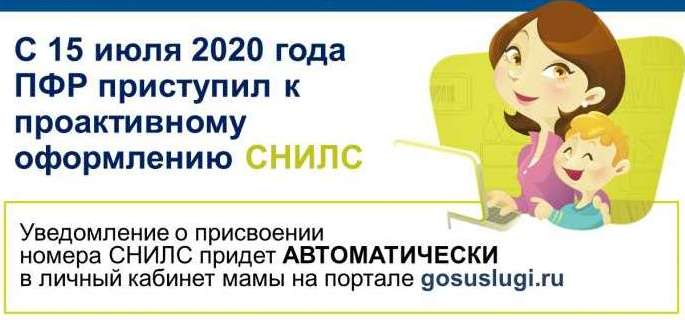 С 15 июля 2020 года
ПФР приступил к
проактивному
оформлению СНИЛС
Уведомление о присвоении
номера СНИЛС придет АВТОМАТИЧЕСКИ
в личный кабинет мамы на портале gosuslugi.ru